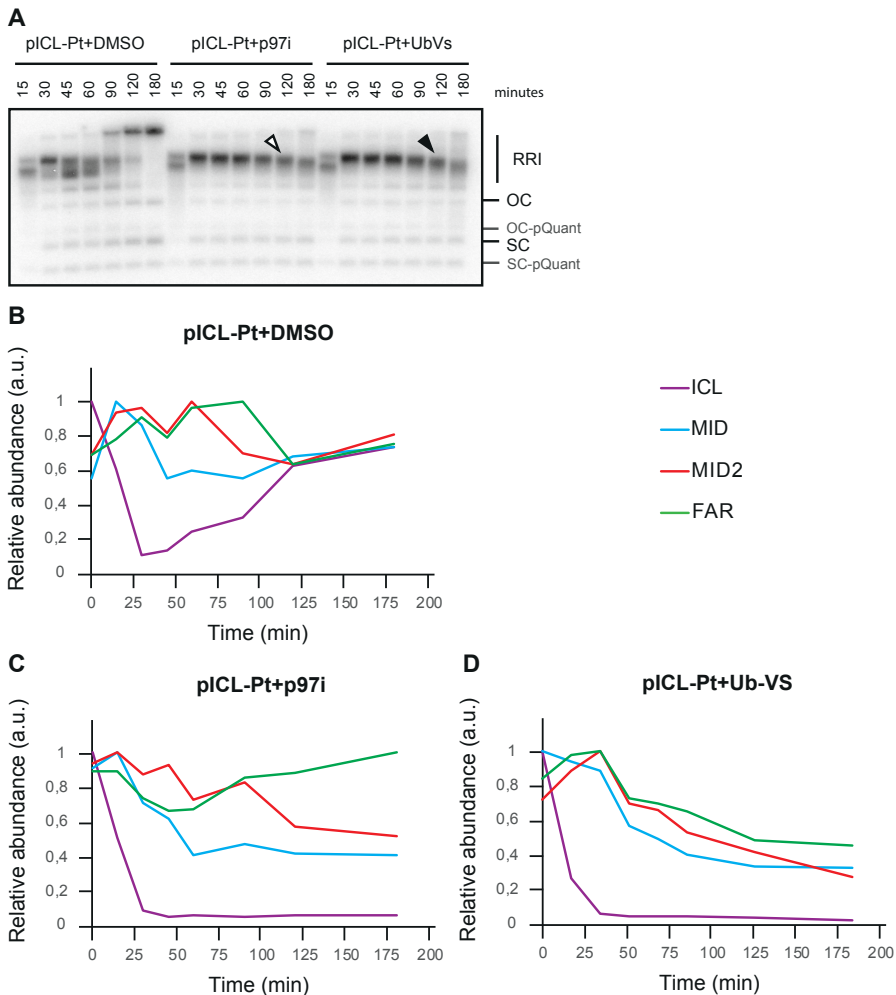 A
pICL-Pt+DMSO pICL-Pt+p97i pICL-Pt+UbVs
15 30 45 60 90 120 180 15 30 45 60 90 120 180 15 30 45 60 90 120 180 minutes
RRI
OC
OC-pQuant
SC
SC-pQuant
B
pICL-Pt+DMSO
Relative abundance (a.u.)
1
0,8
0,6
0,4
0,2
0
0 25 50 75 100 125 150 175 200
Time (min)
ICL
MID
MID2
FAR
C
pICL-Pt+p97i
Relative abundance (a.u.)
1
0,8
0,6
0,4
0,2
0
0 25 50 75 100 125 150 175 200
Time (min)
D
pICL-Pt+Ub-VS
Relative abundance (a.u.)
1
0,8
0,6
0,4
0,2
0
0 25 50 75 100 125 150 175 200
Time (min)